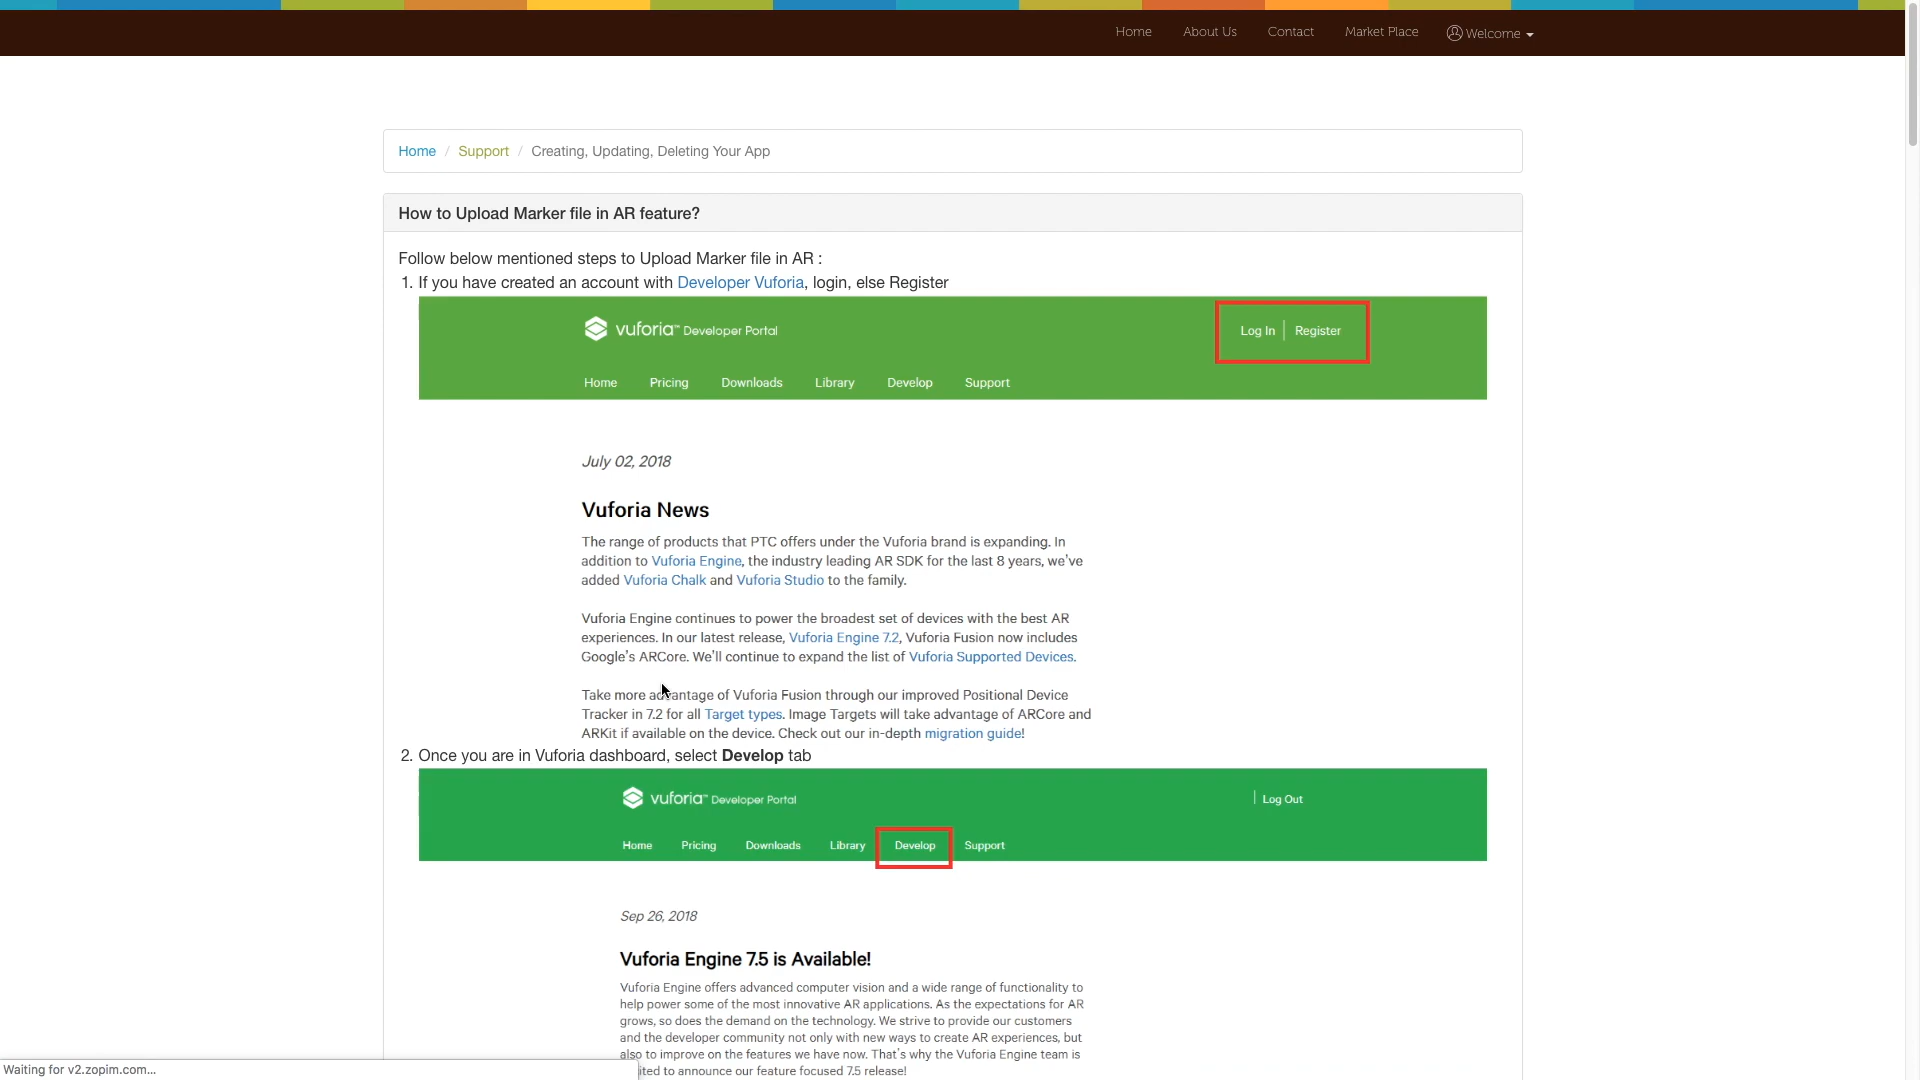 Home About Us Contact Market Place Welcome
Home / Support / Creating, Updating, Deleting Your App
How to Upload Marker file in AR feature?
Follow below mentioned steps to Upload Marker file in AR :
1. If you have created an account with Developer Vuforia, login, else Register
vuforia™ Developer Portal
Log In | Register
Home Pricing Downloads Library Develop Support
July 02, 2018
Vuforia News
The range of products that PTC offers under the Vuforia brand is expanding. In
addition to Vuforia Engine, the industry leading AR SDK for the last 8 years, we've
added Vuforia Chalk and Vuforia Studio to the family.
Vuforia Engine continues to power the broadest set of devices with the best AR
experiences. In our latest release, Vuforia Engine 7.2, Vuforia Fusion now includes
Google's ARCore. We'll continue to expand the list of Vuforia Supported Devices.
Take more advantage of Vuforia Fusion through our improved Positional Device
Tracker in 7.2 for all Target types. Image Targets will take advantage of ARCore and
ARKit if available on the device. Check out our in-depth migration guide!
2. Once you are in Vuforia dashboard, select Develop tab
vuforia™ Developer Portal
| Log Out
Home Pricing Downloads Library Develop Support
Sep 26, 2018
Vuforia Engine 7.5 is Available!
Vuforia Engine offers advanced computer vision and a wide range of functionality to
help power some of the most innovative AR applications. As the expectations for AR
grows, so does the demand on the technology. We strive to provide our customers
and the developer community not only with new ways to create AR experiences, but
also to improve on the features we have now. That's why the Vuforia Engine team is
ited to announce our feature focused 7.5 release!
Waiting for v2.zopim.com...